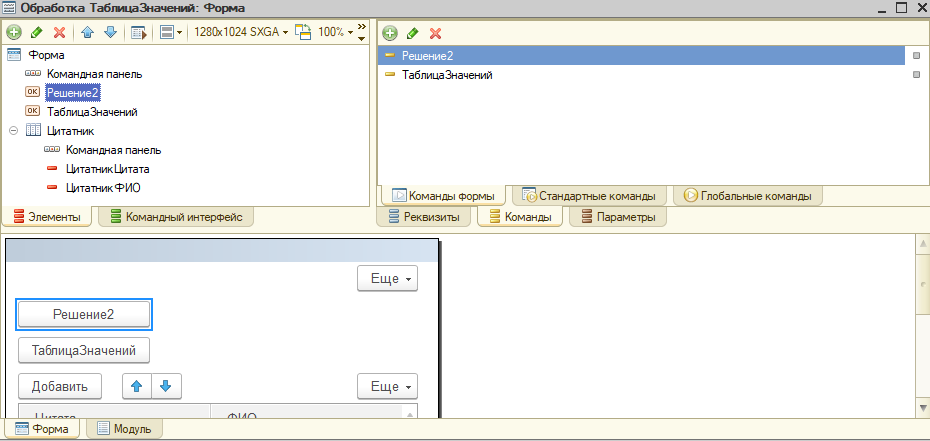 Обработка ТаблицаЗначений: Форма
1280x1024 SXGA
100%
Форма
Командная панель
OK Решение2
OK ТаблицаЗначений
Цитатник
Командная панель
ЦитатникЦитата
ЦитатникФИО
Элементы
Командный интерфейс
Решение2
ТаблицаЗначений
Команды формы
Стандартные команды
Глобальные команды
Реквизиты
Команды
Параметры
Еще
Решение2
ТаблицаЗначений
Добавить
Еще
Цитата
ФИО
Форма
Модуль